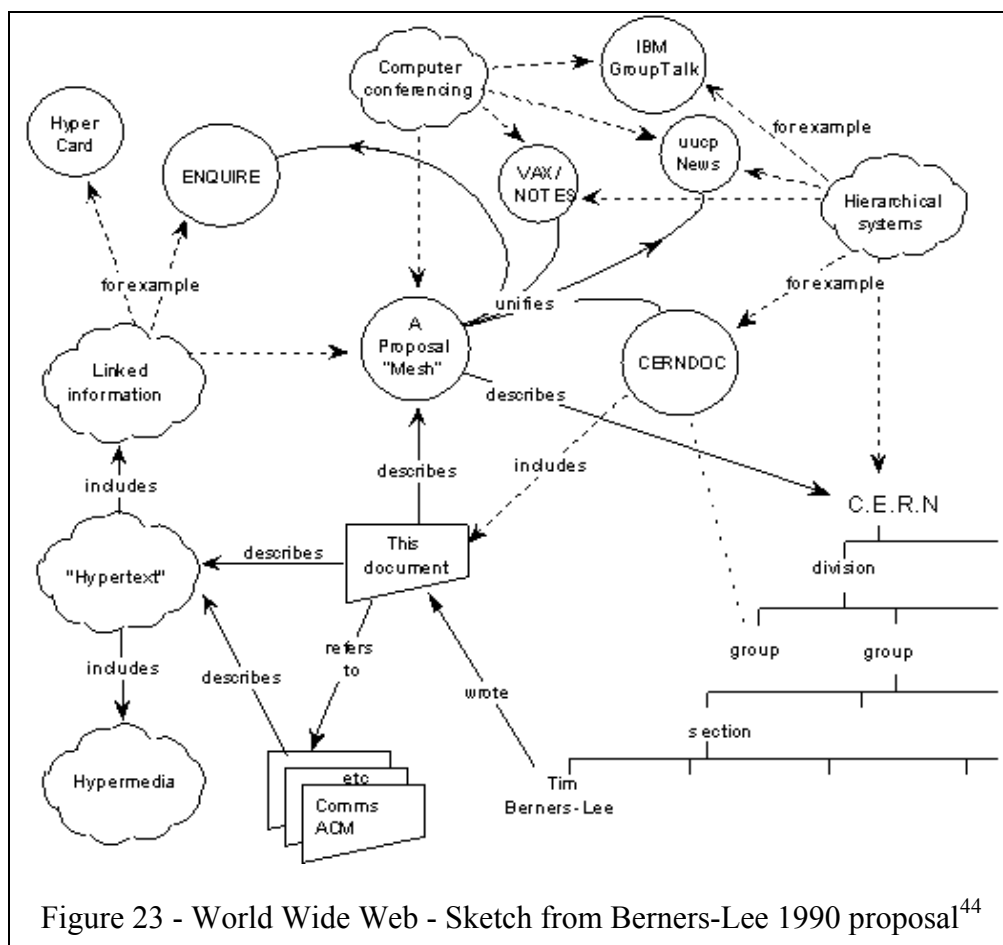 IBM
GroupTalk
Computer
conferencing
Hyper
Card
for example
uucp
News
ENQUIRE
VAX/
NOTES
Hierarchical
systems
for example
for example
unifies
A
Proposal
"Mesh"
Linked
information
CERNDOC
describes
includes
describes
includes
C.E.R.N
This
document
describes
"Hypertext"
division
refers
to
group
group
includes
describes
wrote
section
Hypermedia
etc
Comms
ACM
Tim
Berners-Lee
Figure 23 - World Wide Web - Sketch from Berners-Lee 1990 proposal44